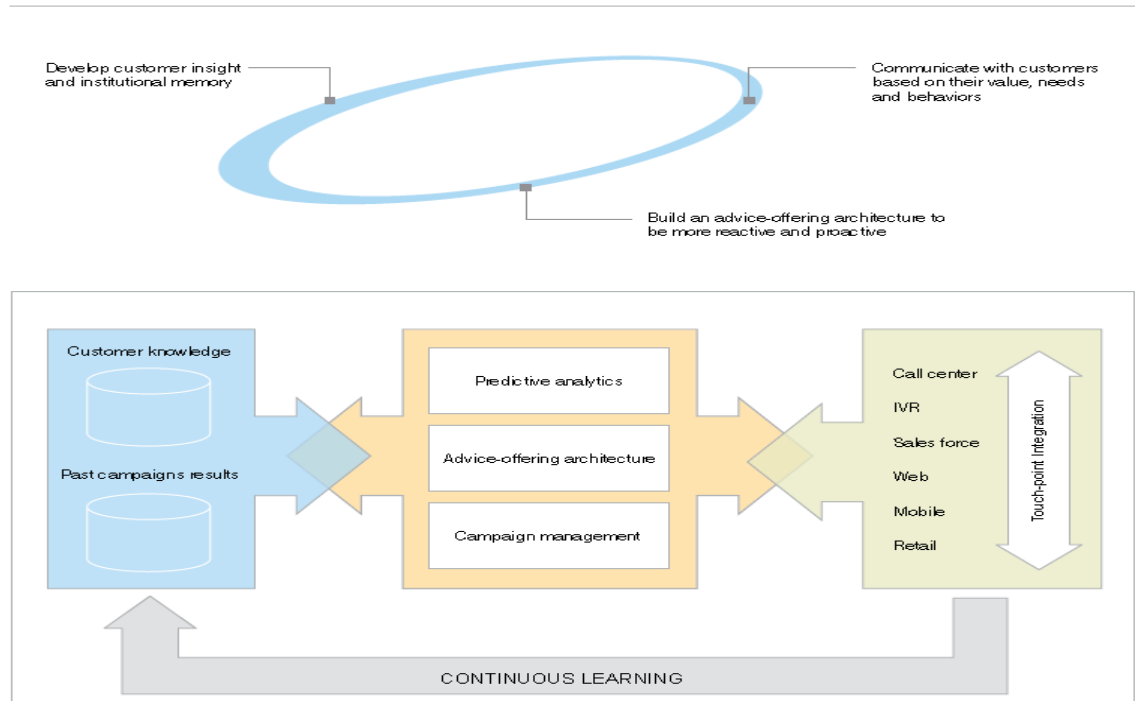 Develop customer insight
and institutional memory
Communicate with customers
based on their value, needs
and behaviors
Build an advice-offering architecture to
be more reactive and proactive
Customer knowledge
Past campaigns results
Predictive analytics
Advice-offering architecture
Campaign management
Call center
IVR
Sales force
Web
Mobile
Retail
Touch-point Integration
CONTINUOUS LEARNING